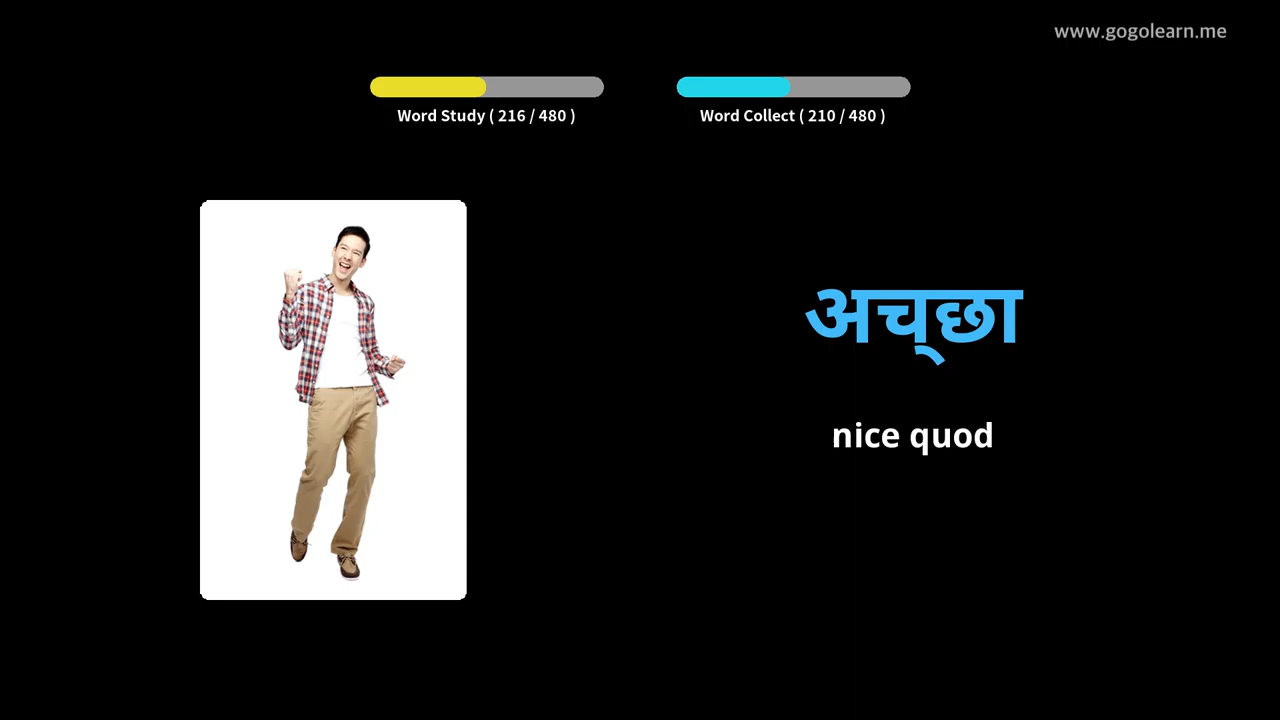 www.gogolearn.me
Word Study ( 216 / 480 )
Word Collect ( 210 / 480 )
अच्छा
nice quod